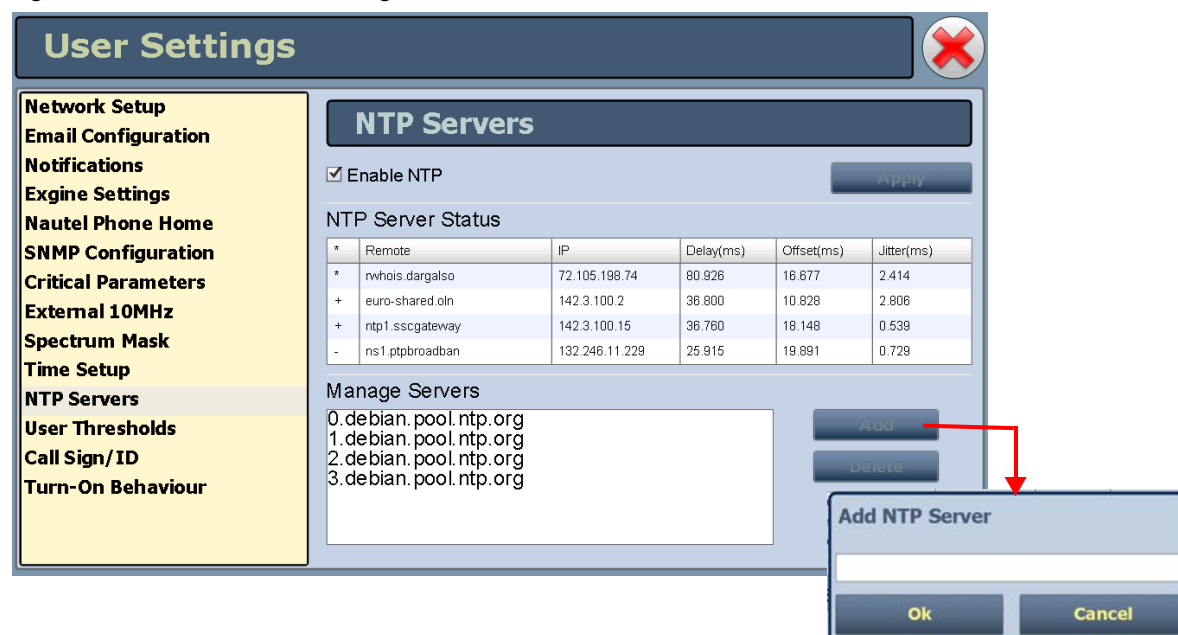 User Settings
Network Setup
Email Configuration
Notifications
Exgine Settings
Nautel Phone Home
SNMP Configuration
Critical Parameters
External 10MHz
Spectrum Mask
Time Setup
NTP Servers
User Thresholds
Call Sign/ID
Turn-On Behaviour
NTP Servers
Enable NTP
Apply
NTP Server Status
* Remote IP Delay(ms) Offset(ms) Jitter(ms)
* rwhois.dargalso 72.105.198.74 80.926 16.677 2.414
+ euro-shared.oln 142.3.100.2 36.800 10.828 2.806
+ ntp1.sscgateway 142.3.100.15 36.760 18.148 0.539
- ns1.ptpbroadban 132.246.11.229 25.915 19.891 0.729
Manage Servers
0.debian.pool.ntp.org
1.debian.pool.ntp.org
2.debian.pool.ntp.org
3.debian.pool.ntp.org
Add
Delete
Add NTP Server
Ok Cancel